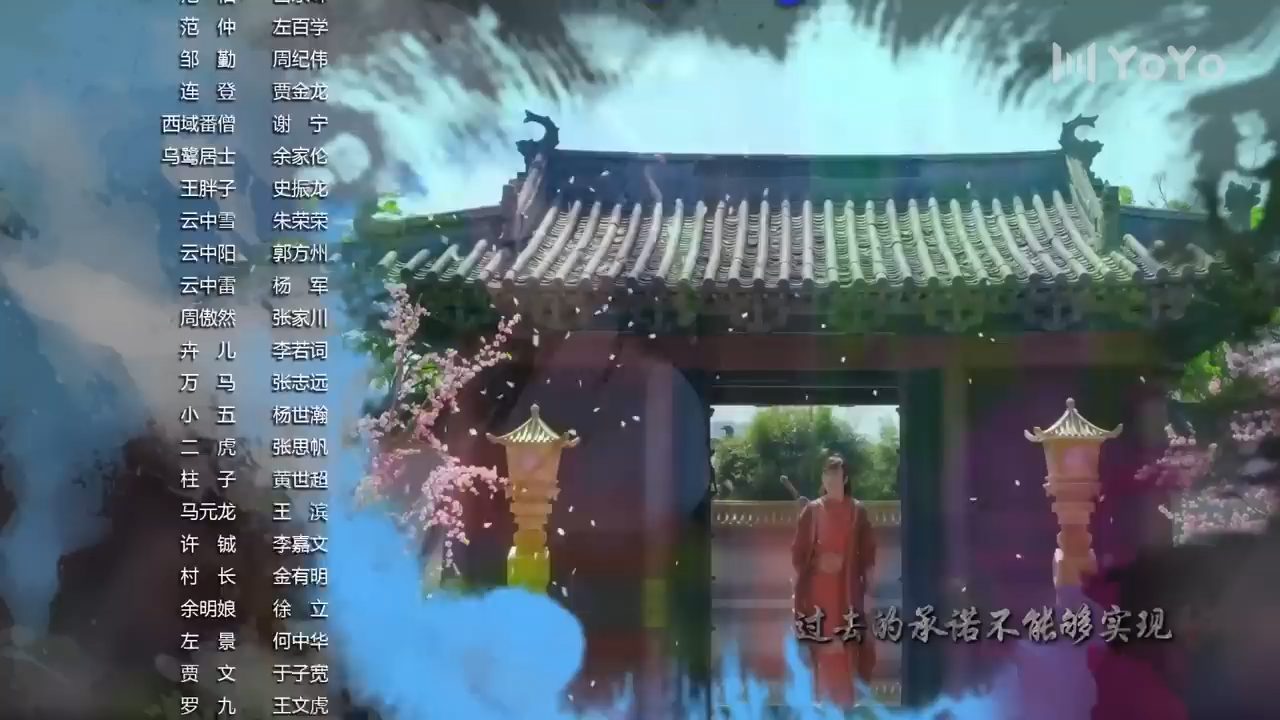 范 仲 左百学
邹 勤 周纪伟
连 登 贾金龙
西域番僧 谢 宁
乌鹭居士 余家伦
王胖子 史振龙
云中雪 朱荣荣
云中阳 郭方州
云中雷 杨 军
周傲然 张家川
卉 儿 李若词
万 马 张志远
小 五 杨世瀚
二 虎 张思帆
柱 子 黄世超
马元龙 王 滨
许 铖 李嘉文
村 长 金有明
余明娘 徐 立
左 景 何中华
贾 文 于子宽
罗 九 王文虎
YoYo
过去的承诺不能够实现